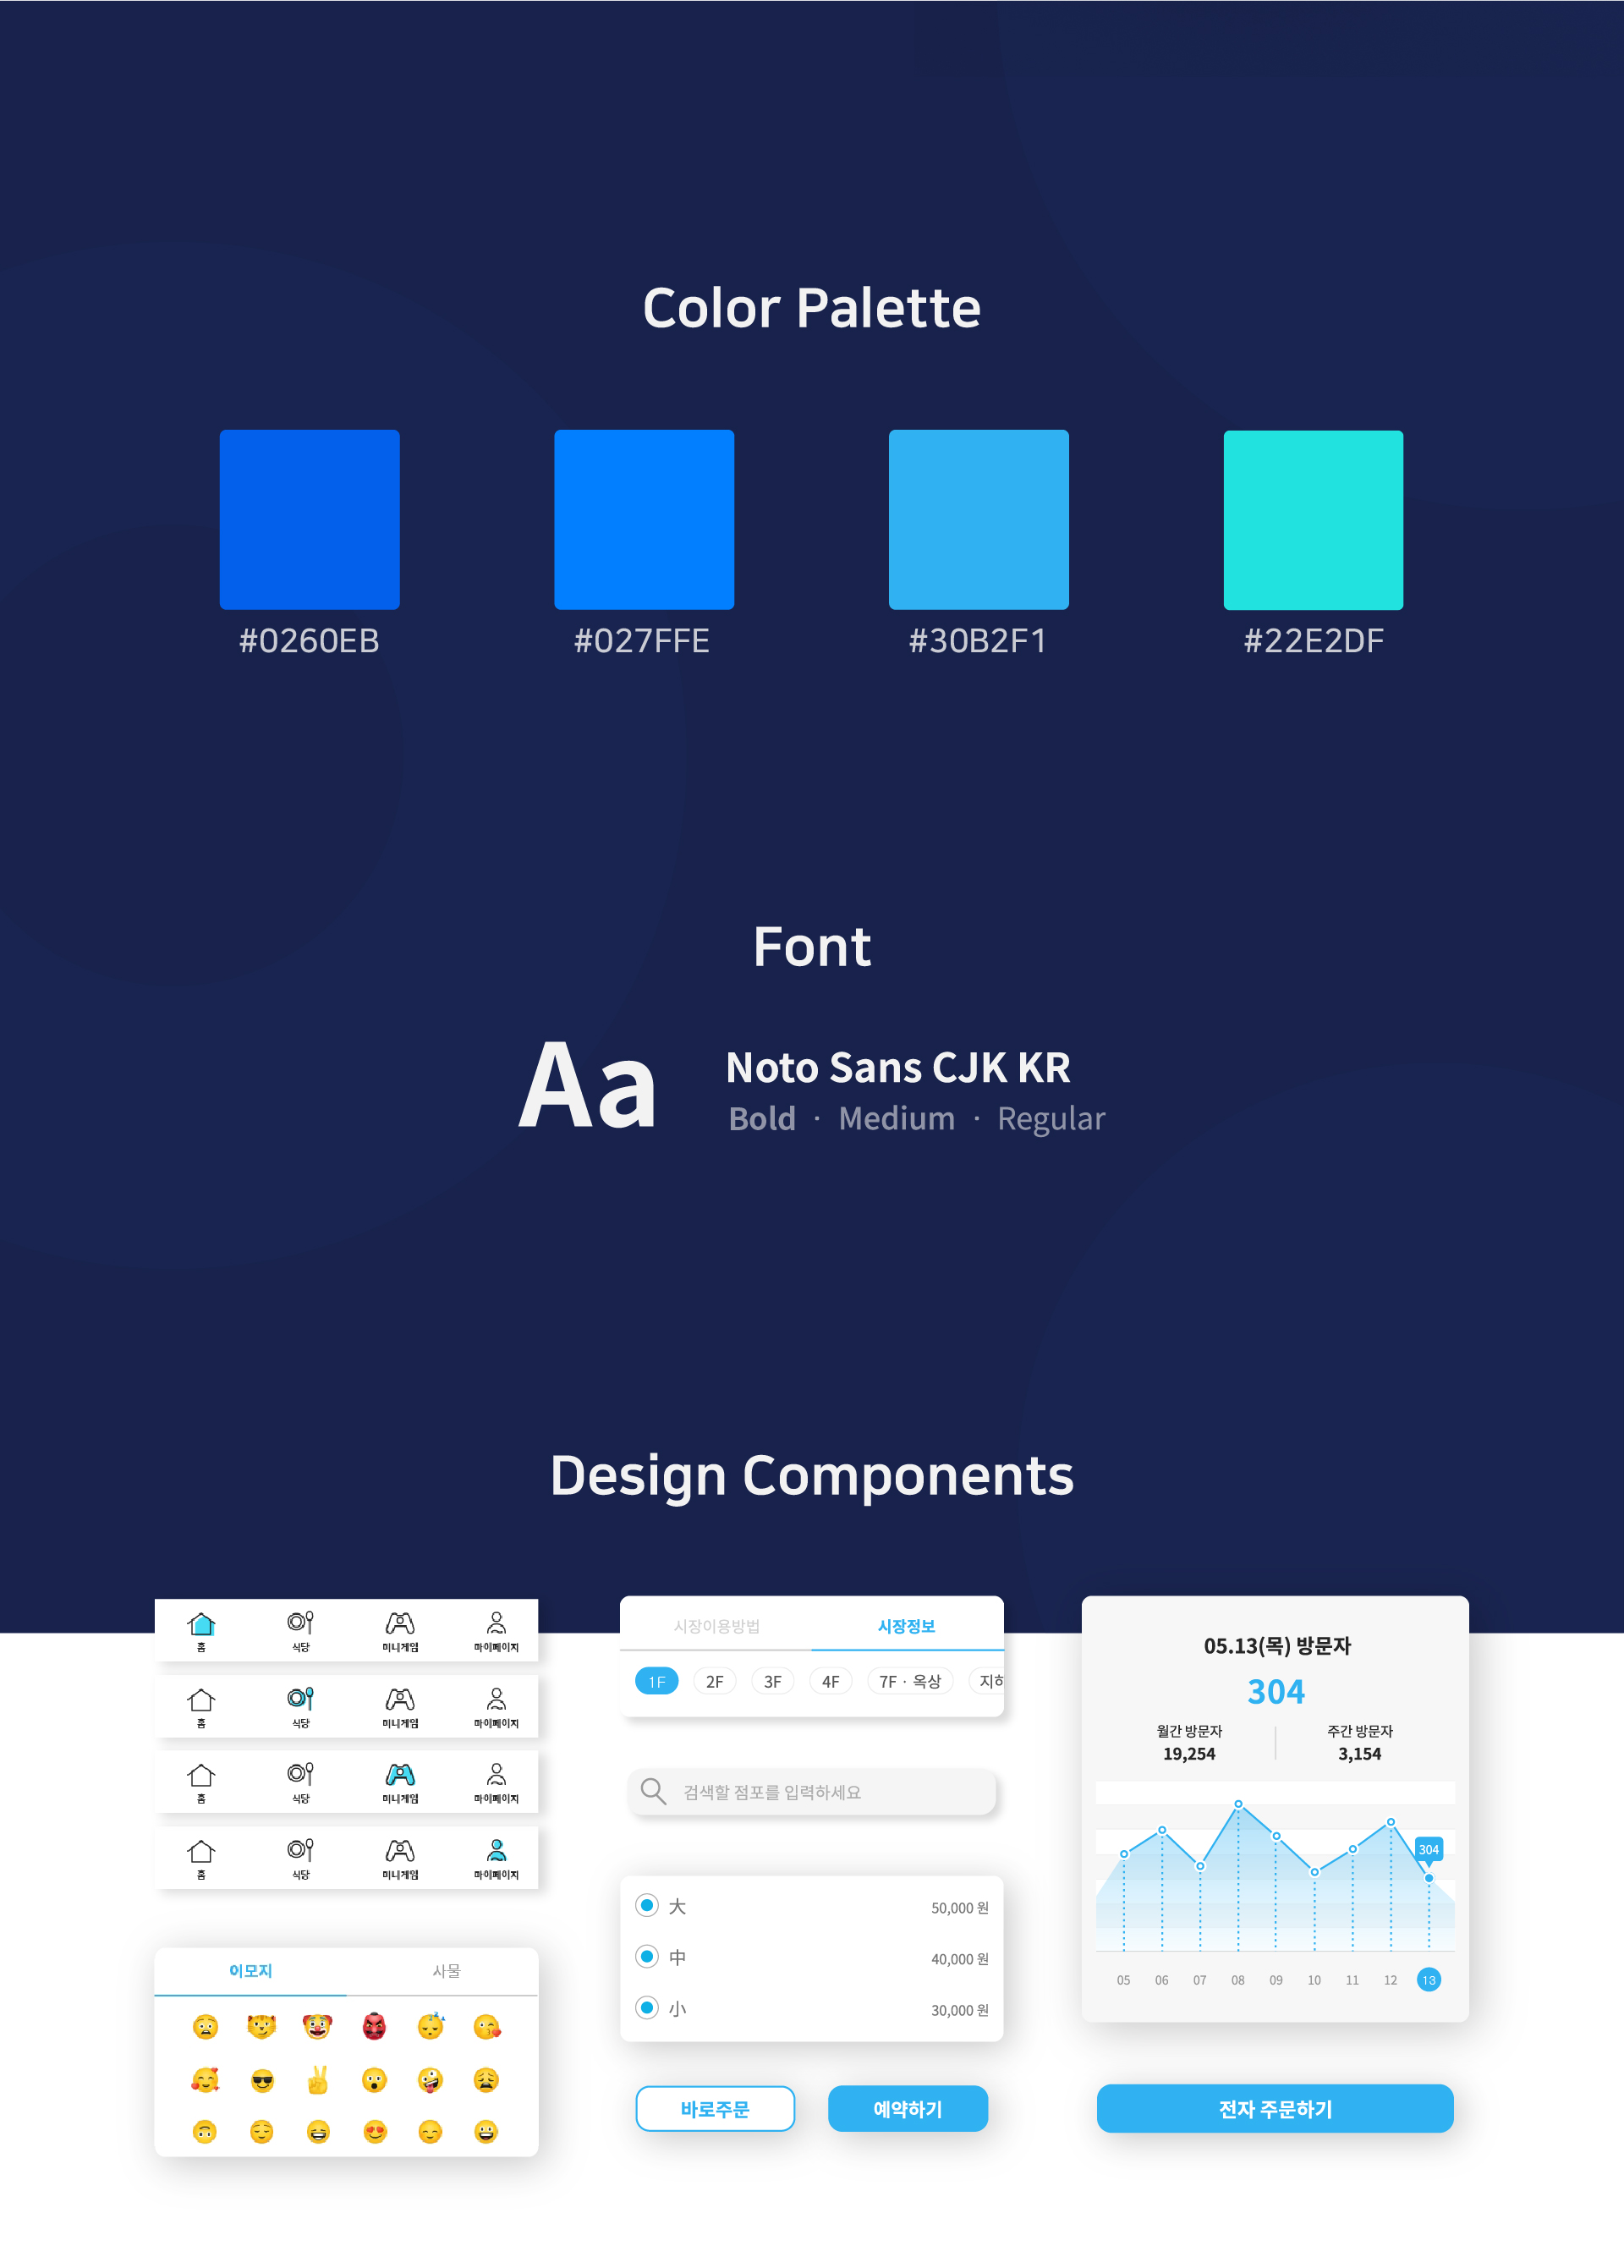 Color Palette
#0260EB
#027FFE
#30B2F1
#22E2DF
Font
Aa
Noto Sans CJK KR
Bold · Medium · Regular
Design Components
홈 식당 미니게임 마이페이지
홈 식당 미니게임 마이페이지
홈 식당 미니게임 마이페이지
홈 식당 미니게임 마이페이지
이모지 사물
시장이용방법 시장정보
1F 2F 3F 4F 7F · 옥상 지하
검색할 점포를 입력하세요
大 50,000 원
中 40,000 원
小 30,000 원
바로주문 예약하기
05.13(목) 방문자
304
월간 방문자 주간 방문자
19,254 3,154
304
05 06 07 08 09 10 11 12 13
전자 주문하기